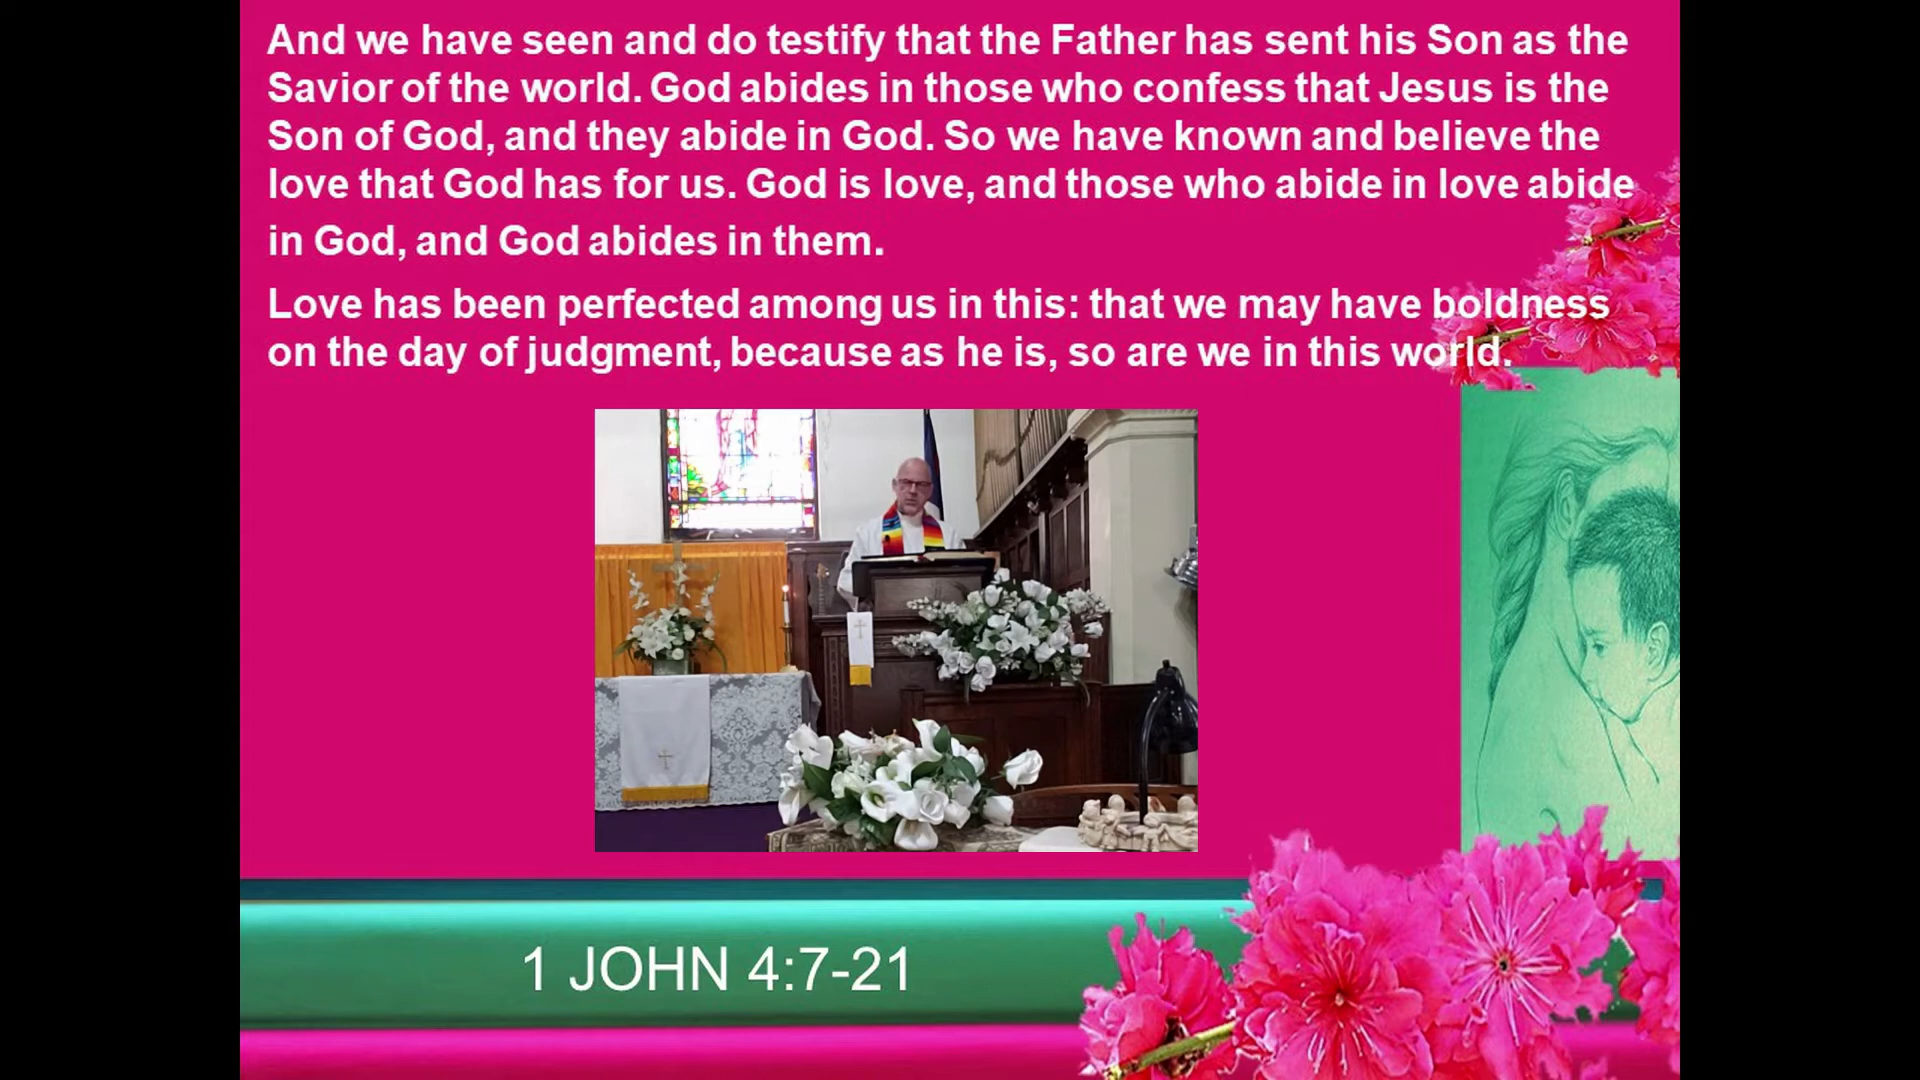 And we have seen and do testify that the Father has sent his Son as the
Savior of the world. God abides in those who confess that Jesus is the
Son of God, and they abide in God. So we have known and believe the
love that God has for us. God is love, and those who abide in love abide
in God, and God abides in them.
Love has been perfected among us in this: that we may have boldness
on the day of judgment, because as he is, so are we in this world.
1 JOHN 4:7-21